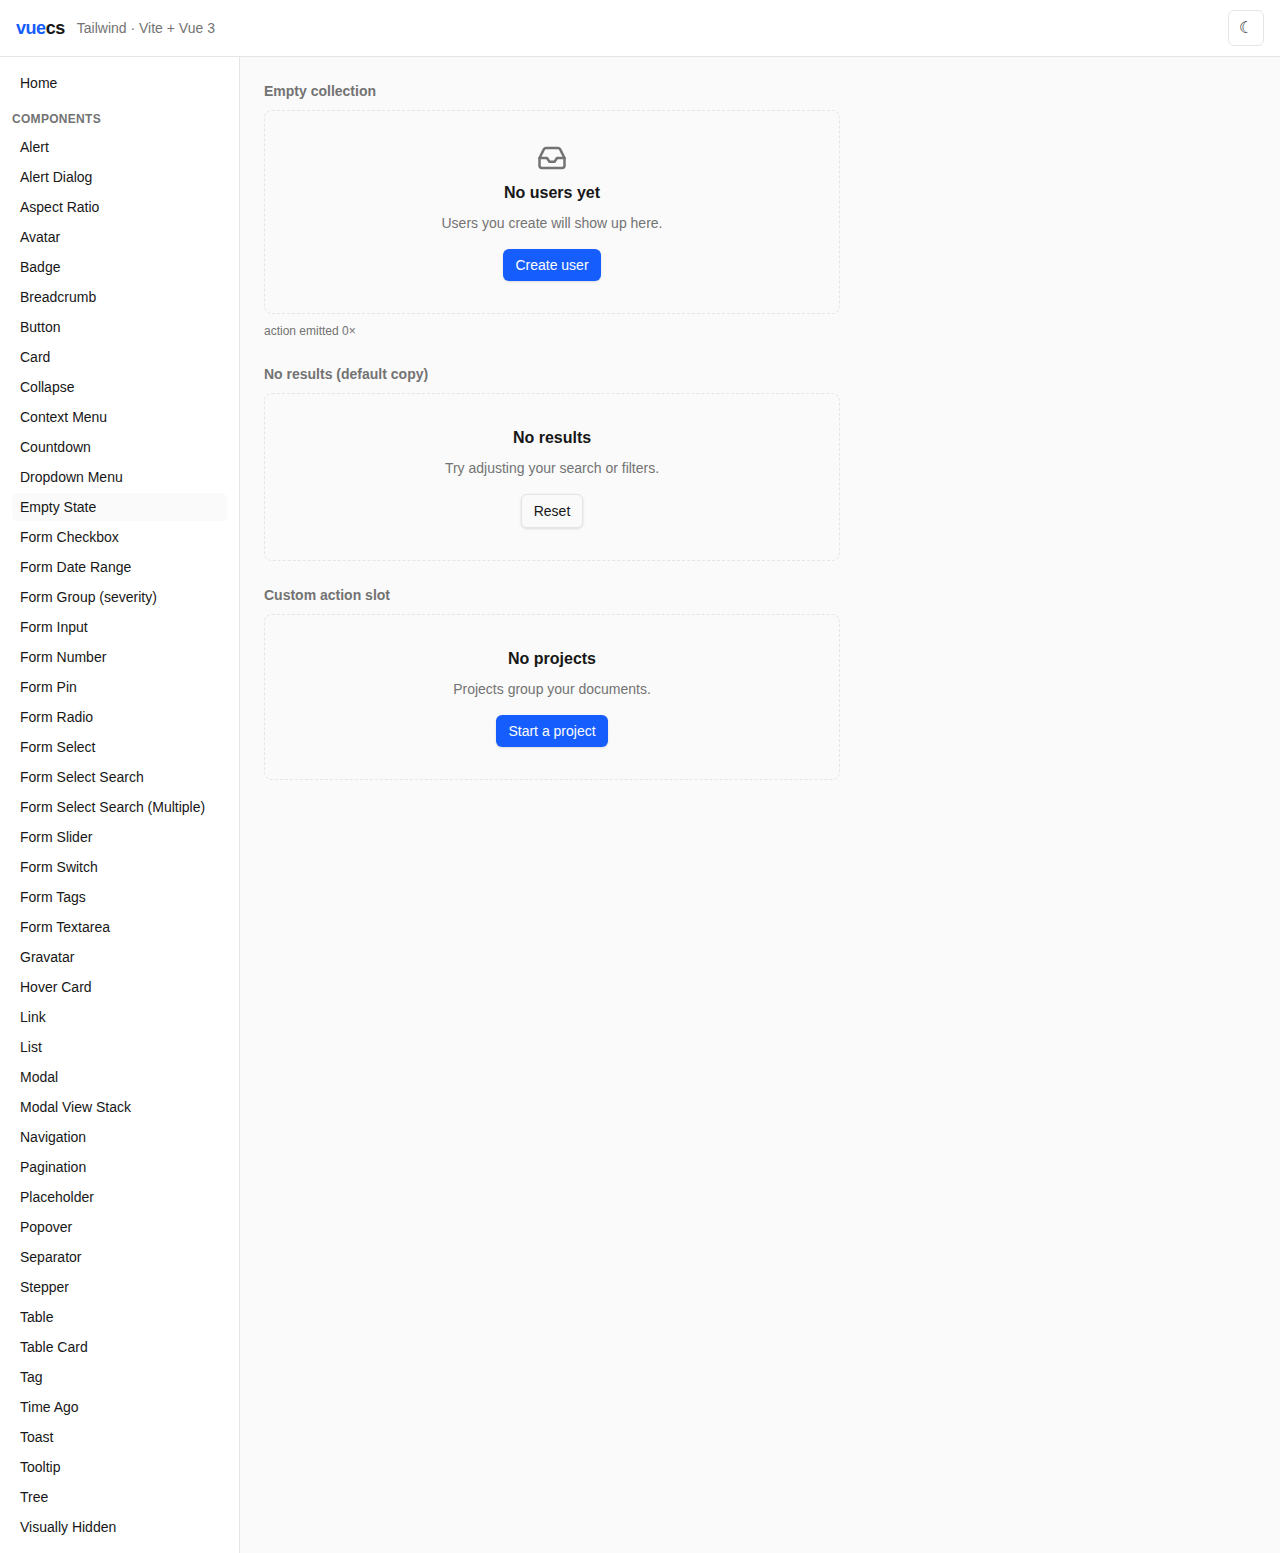 vuecs Tailwind · Vite + Vue 3
Home
COMPONENTS
Alert
Alert Dialog
Aspect Ratio
Avatar
Badge
Breadcrumb
Button
Card
Collapse
Context Menu
Countdown
Dropdown Menu
Empty State
Form Checkbox
Form Date Range
Form Group (severity)
Form Input
Form Number
Form Pin
Form Radio
Form Select
Form Select Search
Form Select Search (Multiple)
Form Slider
Form Switch
Form Tags
Form Textarea
Gravatar
Hover Card
Link
List
Modal
Modal View Stack
Navigation
Pagination
Placeholder
Popover
Separator
Stepper
Table
Table Card
Tag
Time Ago
Toast
Tooltip
Tree
Visually Hidden
Empty collection
No users yet
Users you create will show up here.
Create user
action emitted 0×
No results (default copy)
No results
Try adjusting your search or filters.
Reset
Custom action slot
No projects
Projects group your documents.
Start a project